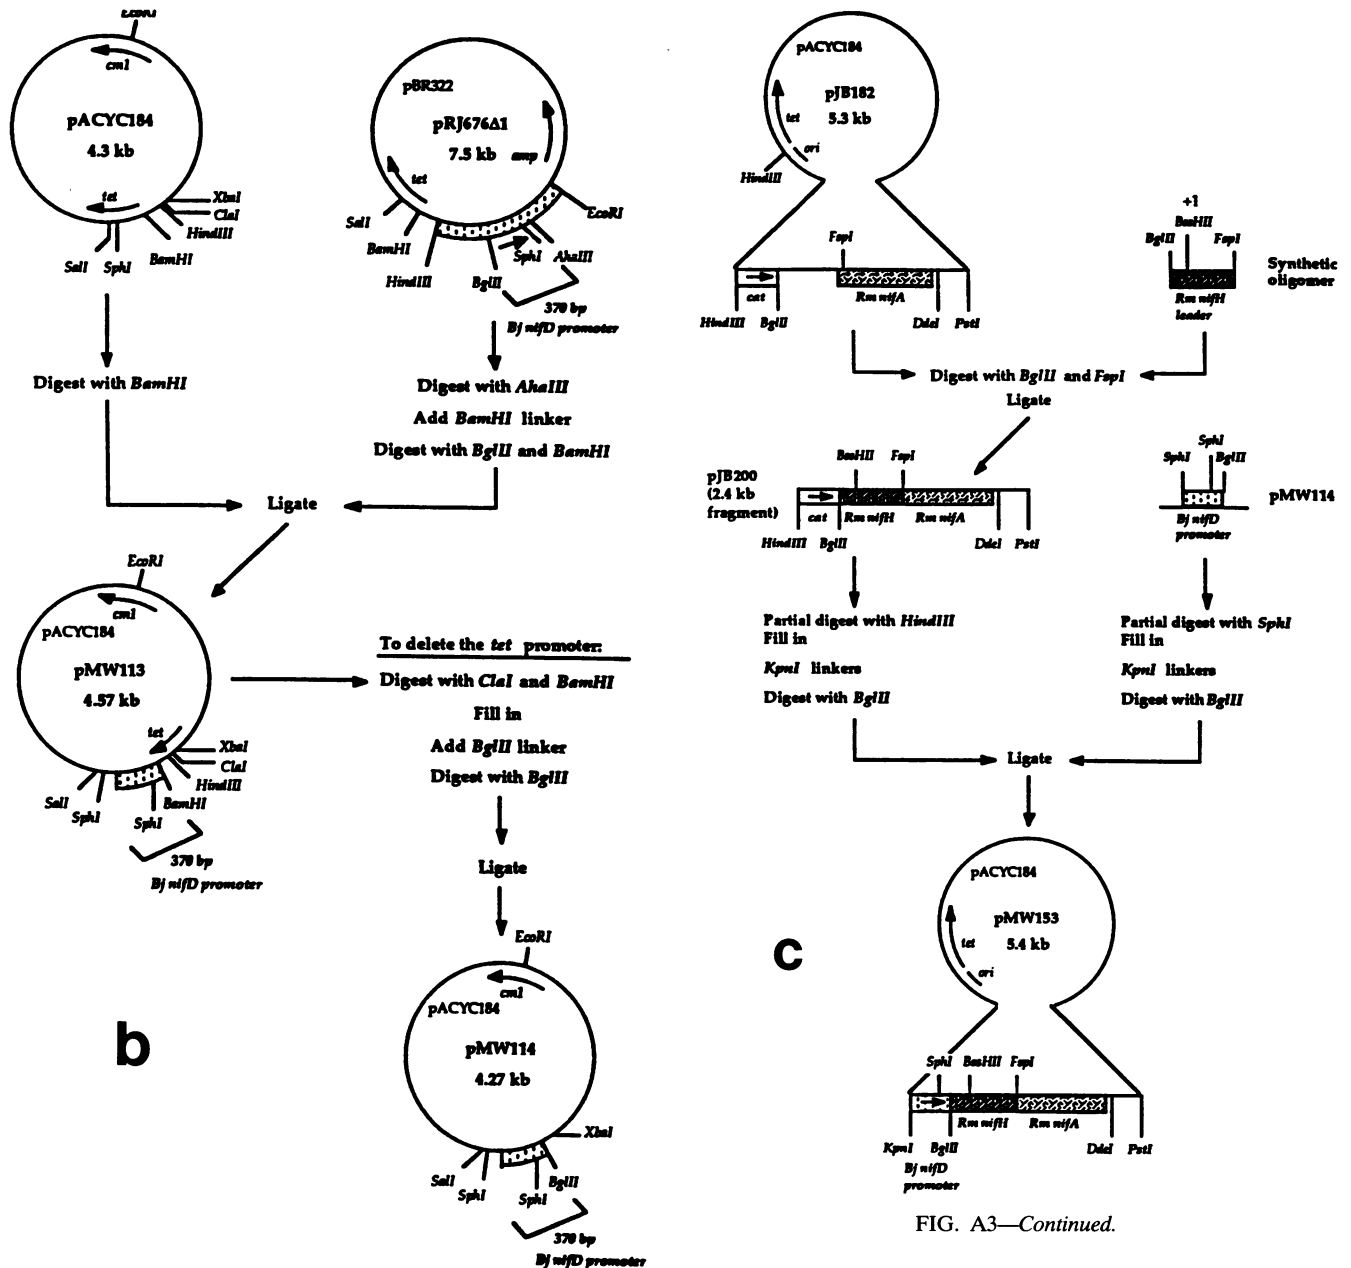 EcoRI
cm1
pACYC184
4.3 kb
tet
XbaI
ClaI
HindIII
BamHI
SalI
SphI
Digest with BamHI
pBR322
pRJ676Δ1
7.5 kb
amp
tet
SalI
BamHI
HindIII
BglII
SphI
AhaIII
EcoRI
370 bp
Bj nifD promoter
Digest with AhaIII
Add BamHI linker
Digest with BglII and BamHI
Ligate
EcoRI
cm1
pACYC184
pMW113
4.57 kb
tet
XbaI
ClaI
HindIII
BamHI
SalI
SphI
SphI
370 bp
Bj nifD promoter
To delete the tet promoter:
Digest with ClaI and BamHI
Fill in
Add BglII linker
Digest with BglII
Ligate
EcoRI
cm1
pACYC184
pMW114
4.27 kb
XbaI
SalI
SphI
SphI
BglII
370 bp
Bj nifD promoter
b
pACYC184
pJB182
5.3 kb
tet
ori
HindIII
FspI
cat
Rm nifA
HindIII
BglII
DdeI
PstI
+1
BssHII
BglII
FspI
Synthetic
oligomer
Rm nifH
leader
Digest with BglII and FspI
Ligate
pJB200
(2.4 kb
fragment)
BssHII
FspI
cat
Rm nifH
Rm nifA
HindIII
BglII
DdeI
PstI
SphI
SphI
BglII
pMW114
Bj nifD
promoter
Partial digest with HindIII
Fill in
KpnI linkers
Digest with BglII
Partial digest with SphI
Fill in
KpnI linkers
Digest with BglII
Ligate
pACYC184
pMW153
5.4 kb
tet
ori
c
SphI
BssHII
FspI
Rm nifH
Rm nifA
KpnI
BglII
DdeI
PstI
Bj nifD
promoter
FIG. A3—Continued.